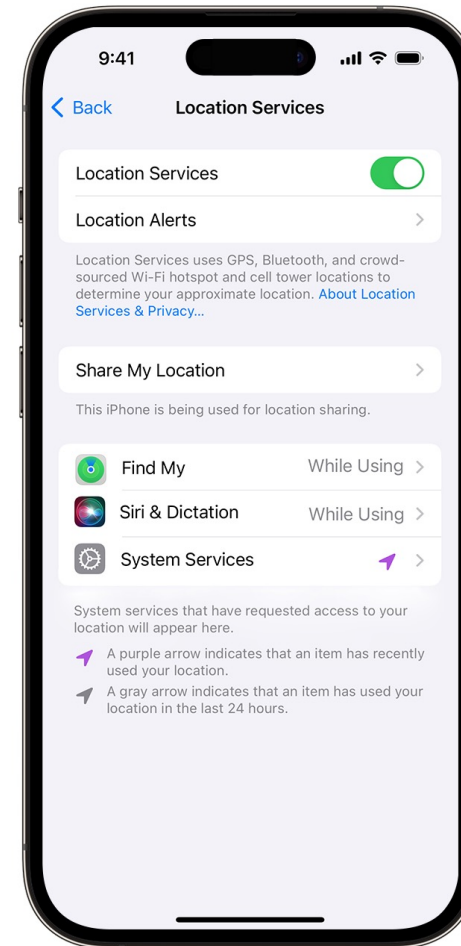 9:41
Back
Location Services
Location Services
Location Alerts
Location Services uses GPS, Bluetooth, and crowd-
sourced Wi-Fi hotspot and cell tower locations to
determine your approximate location. About Location
Services & Privacy...
Share My Location
This iPhone is being used for location sharing.
Find My While Using
Siri & Dictation While Using
System Services
System services that have requested access to your
location will appear here.
A purple arrow indicates that an item has recently
used your location.
A gray arrow indicates that an item has used your
location in the last 24 hours.